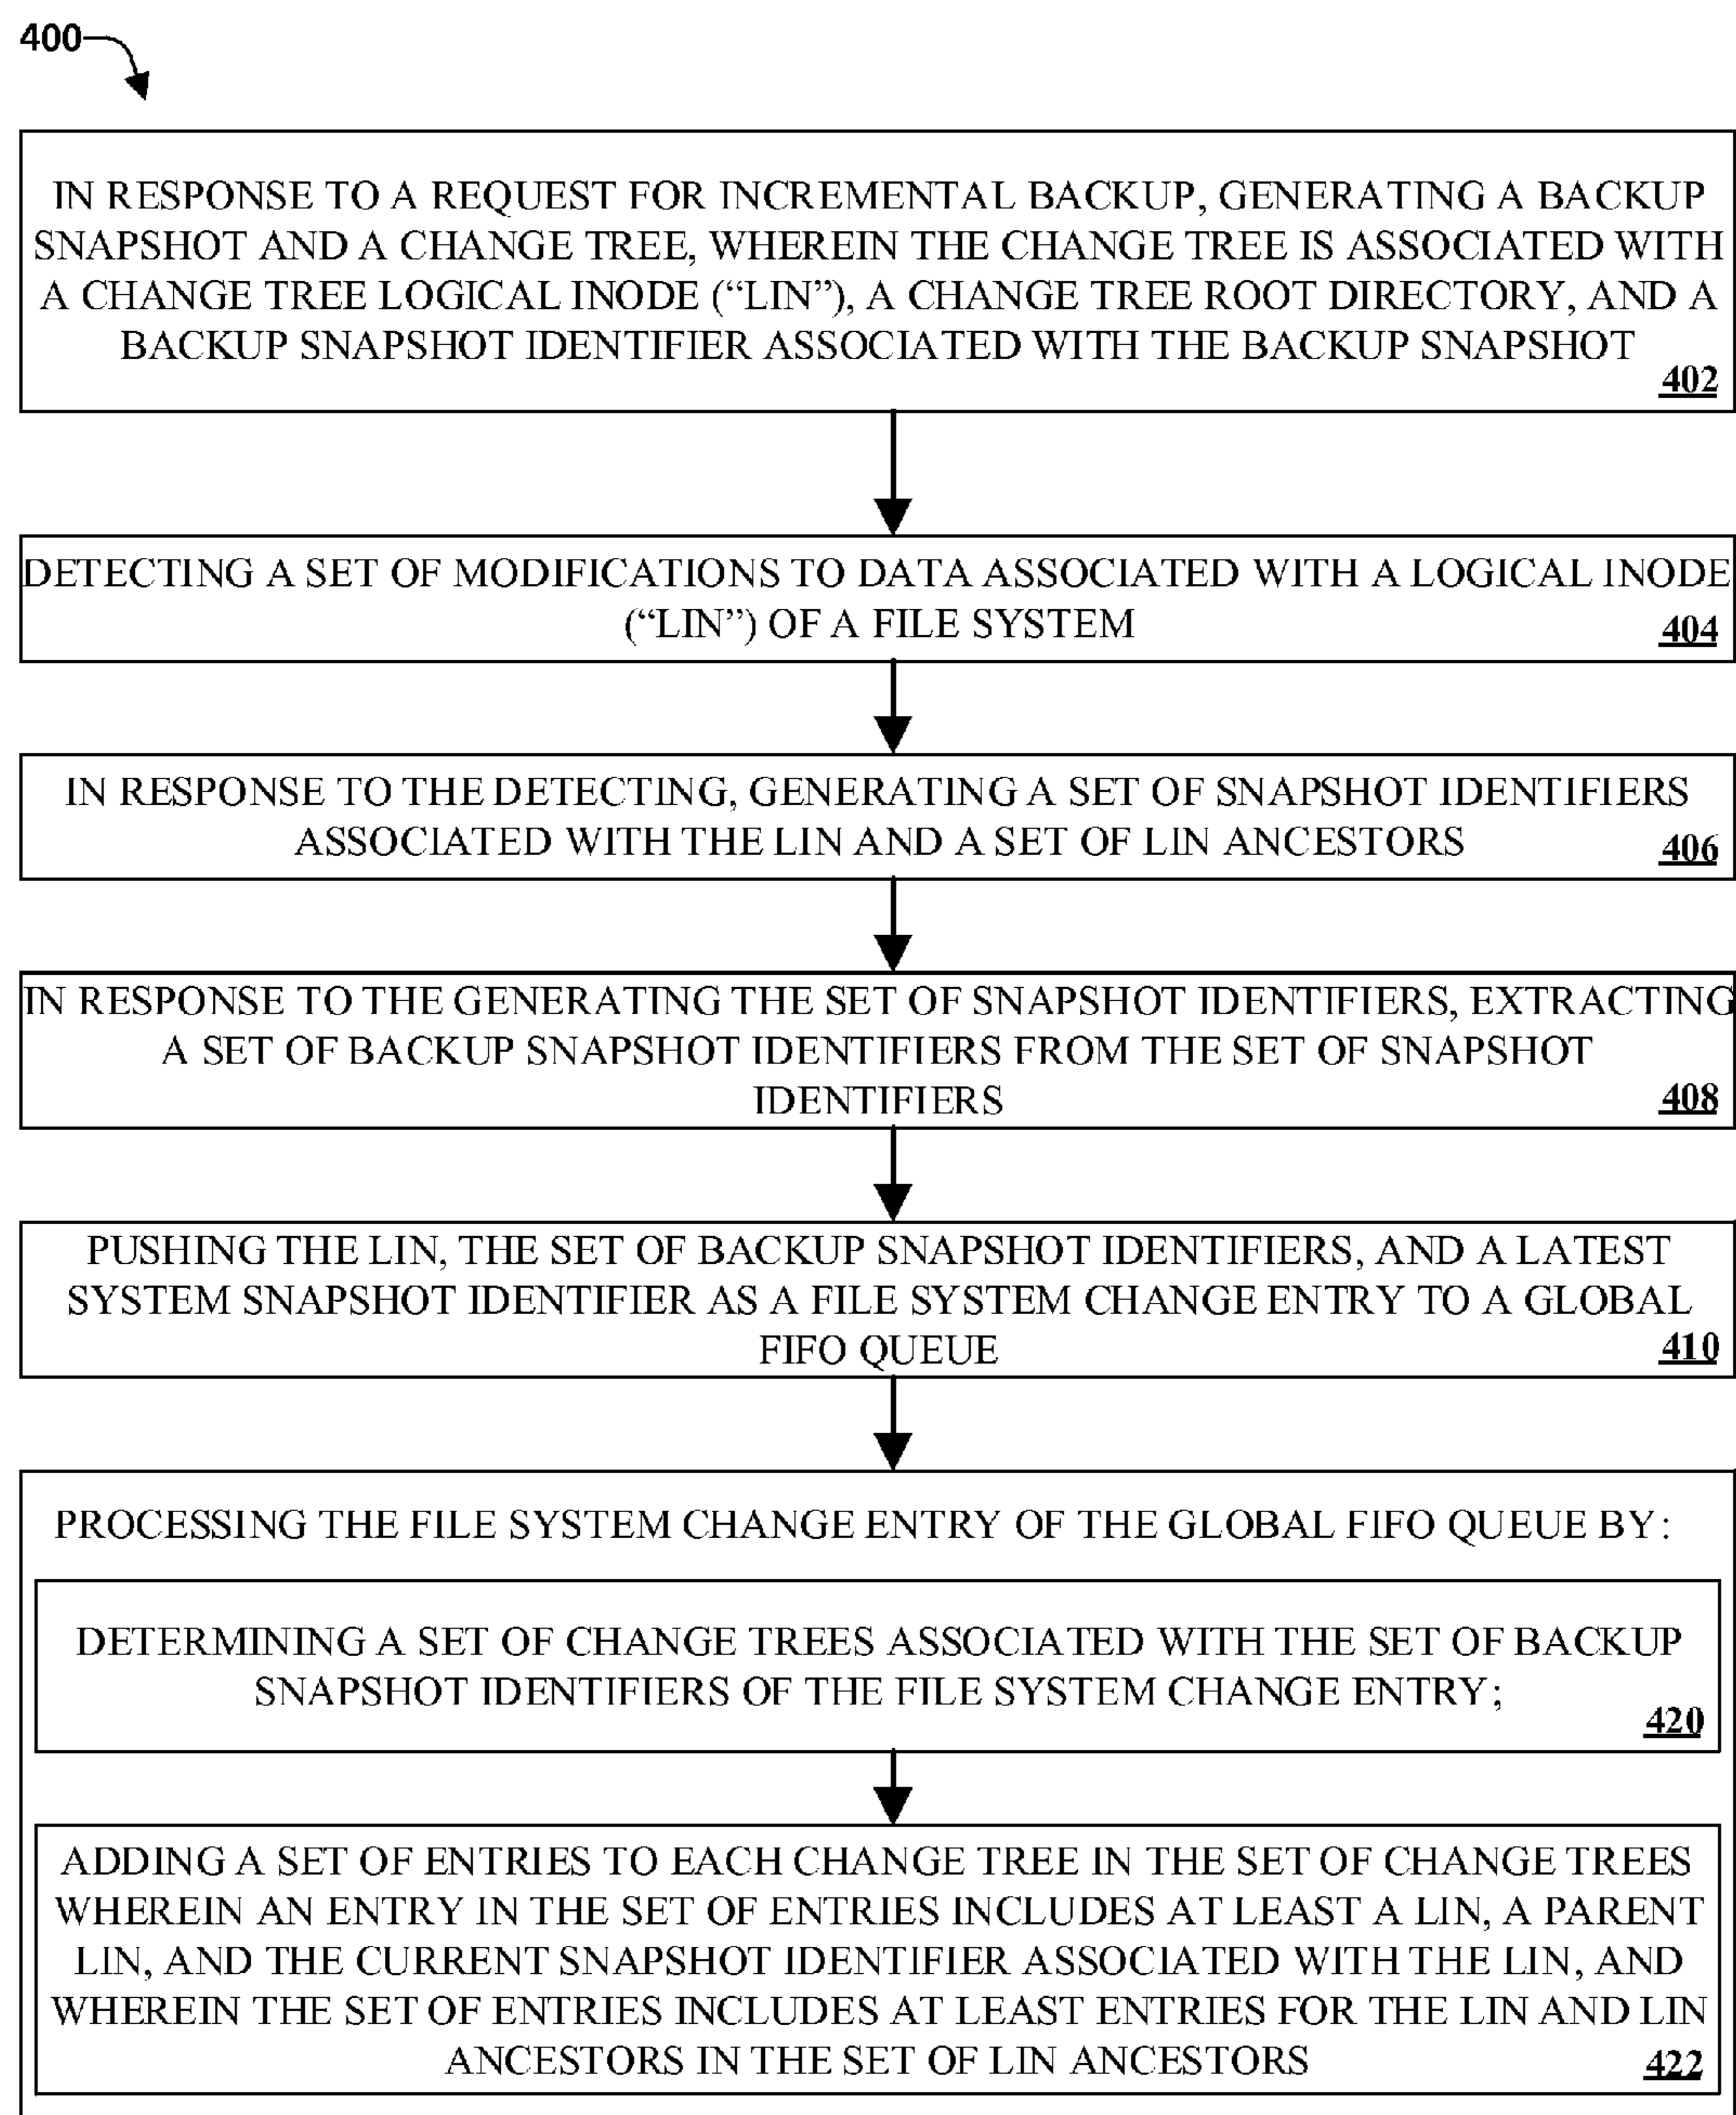 400
IN RESPONSE TO A REQUEST FOR INCREMENTAL BACKUP, GENERATING A BACKUP
SNAPSHOT AND A CHANGE TREE, WHEREIN THE CHANGE TREE IS ASSOCIATED WITH
A CHANGE TREE LOGICAL INODE (“LIN”), A CHANGE TREE ROOT DIRECTORY, AND A
BACKUP SNAPSHOT IDENTIFIER ASSOCIATED WITH THE BACKUP SNAPSHOT
402
DETECTING A SET OF MODIFICATIONS TO DATA ASSOCIATED WITH A LOGICAL INODE
(“LIN”) OF A FILE SYSTEM
404
IN RESPONSE TO THE DETECTING, GENERATING A SET OF SNAPSHOT IDENTIFIERS
ASSOCIATED WITH THE LIN AND A SET OF LIN ANCESTORS
406
IN RESPONSE TO THE GENERATING THE SET OF SNAPSHOT IDENTIFIERS, EXTRACTING
A SET OF BACKUP SNAPSHOT IDENTIFIERS FROM THE SET OF SNAPSHOT
IDENTIFIERS
408
PUSHING THE LIN, THE SET OF BACKUP SNAPSHOT IDENTIFIERS, AND A LATEST
SYSTEM SNAPSHOT IDENTIFIER AS A FILE SYSTEM CHANGE ENTRY TO A GLOBAL
FIFO QUEUE
410
PROCESSING THE FILE SYSTEM CHANGE ENTRY OF THE GLOBAL FIFO QUEUE BY:
DETERMINING A SET OF CHANGE TREES ASSOCIATED WITH THE SET OF BACKUP
SNAPSHOT IDENTIFIERS OF THE FILE SYSTEM CHANGE ENTRY;
420
ADDING A SET OF ENTRIES TO EACH CHANGE TREE IN THE SET OF CHANGE TREES
WHEREIN AN ENTRY IN THE SET OF ENTRIES INCLUDES AT LEAST A LIN, A PARENT
LIN, AND THE CURRENT SNAPSHOT IDENTIFIER ASSOCIATED WITH THE LIN, AND
WHEREIN THE SET OF ENTRIES INCLUDES AT LEAST ENTRIES FOR THE LIN AND LIN
ANCESTORS IN THE SET OF LIN ANCESTORS
422